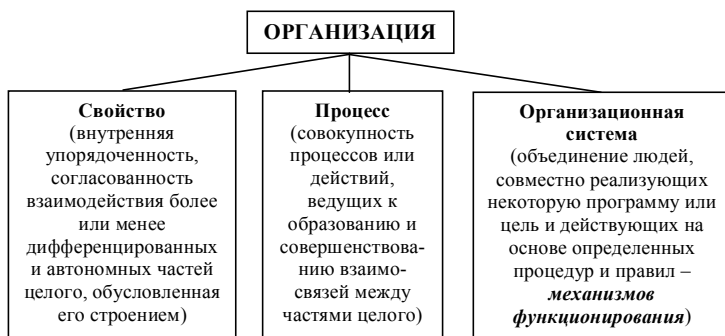 ОРГАНИЗАЦИЯ
Свойство
(внутренняя
упорядоченность,
согласованность
взаимодействия более
или менее
дифференцированных
и автономных частей
целого, обусловленная
его строением)
Процесс
(совокупность
процессов или
действий,
ведущих к
образованию и
совершенствова-
нию взаимо-
связей между
частями целого)
Организационная
система
(объединение людей,
совместно реализующих
некоторую программу или
цель и действующих на
основе определенных
процедур и правил –
механизмов
функционирования)